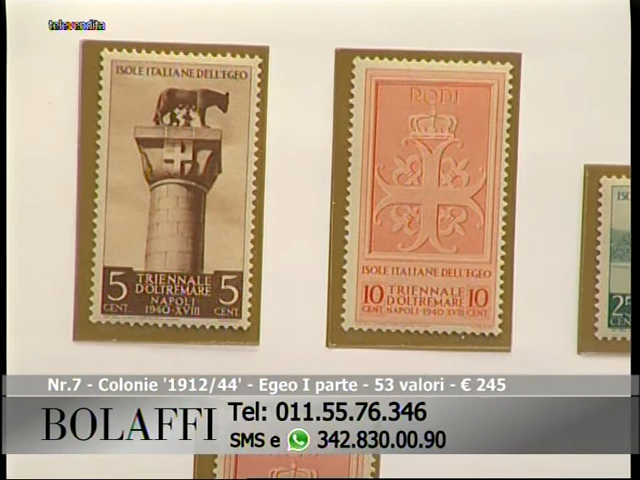 televendita
ISOLE ITALIANE DELL'EGEO
5 CENT. TRIENNALE D'OLTREMARE NAPOLI 1940-XVIII 5 CENT.
RODI
ISOLE ITALIANE DELL'EGEO
10 CENT. TRIENNALE D'OLTREMARE NAPOLI-1940-XVIII 10 CENT.
25
CENT
Nr.7 - Colonie '1912/44' - Egeo I parte - 53 valori - € 245
BOLAFFI
Tel: 011.55.76.346
SMS e 342.830.00.90